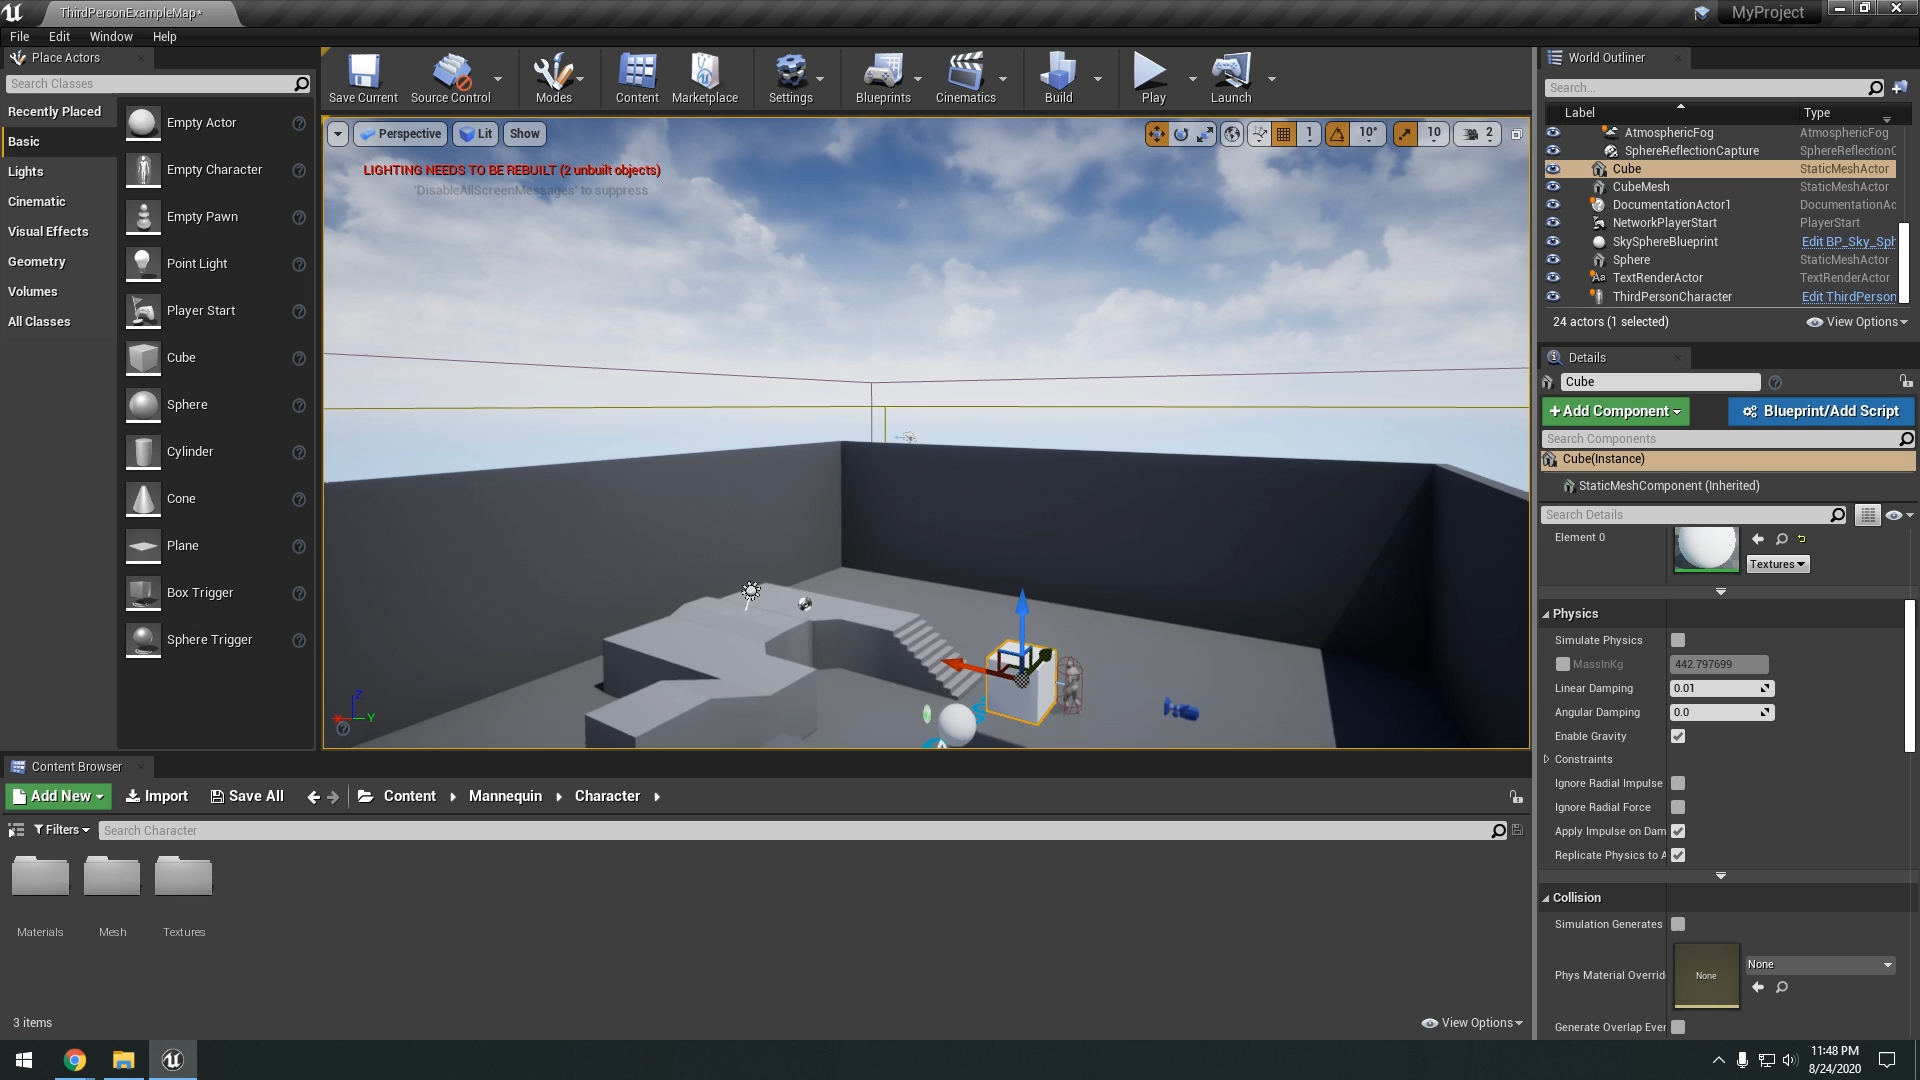 ThirdPersonExampleMap*
MyProject
File Edit Window Help
Place Actors
Search Classes
Recently Placed
Basic
Lights
Cinematic
Visual Effects
Geometry
Volumes
All Classes
Empty Actor
Empty Character
Empty Pawn
Point Light
Player Start
Cube
Sphere
Cylinder
Cone
Plane
Box Trigger
Sphere Trigger
Save Current Source Control Modes Content Marketplace Settings Blueprints Cinematics Build Play Launch
Perspective Lit Show
1 10° 10 2
LIGHTING NEEDS TO BE REBUILT (2 unbuilt objects)
'DisableAllScreenMessages' to suppress
Z
X Y
World Outliner
Search...
Label Type
AtmosphericFog AtmosphericFog
SphereReflectionCapture SphereReflectionC
Cube StaticMeshActor
CubeMesh StaticMeshActor
DocumentationActor1 DocumentationAc
NetworkPlayerStart PlayerStart
SkySphereBlueprint Edit BP_Sky_Sph
Sphere StaticMeshActor
Aa TextRenderActor TextRenderActor
ThirdPersonCharacter Edit ThirdPerson
24 actors (1 selected) View Options
Details
Cube
+Add Component Blueprint/Add Script
Search Components
Cube(Instance)
StaticMeshComponent (Inherited)
Search Details
Element 0
Textures
Physics
Simulate Physics
MassInKg 442.797699
Linear Damping 0.01
Angular Damping 0.0
Enable Gravity
Constraints
Ignore Radial Impulse
Ignore Radial Force
Apply Impulse on Dam
Replicate Physics to A
Collision
Simulation Generates
Phys Material Override None None
Generate Overlap Even
Content Browser
Add New Import Save All Content Mannequin Character
Filters Search Character
Materials Mesh Textures
3 items View Options
11:48 PM
8/24/2020